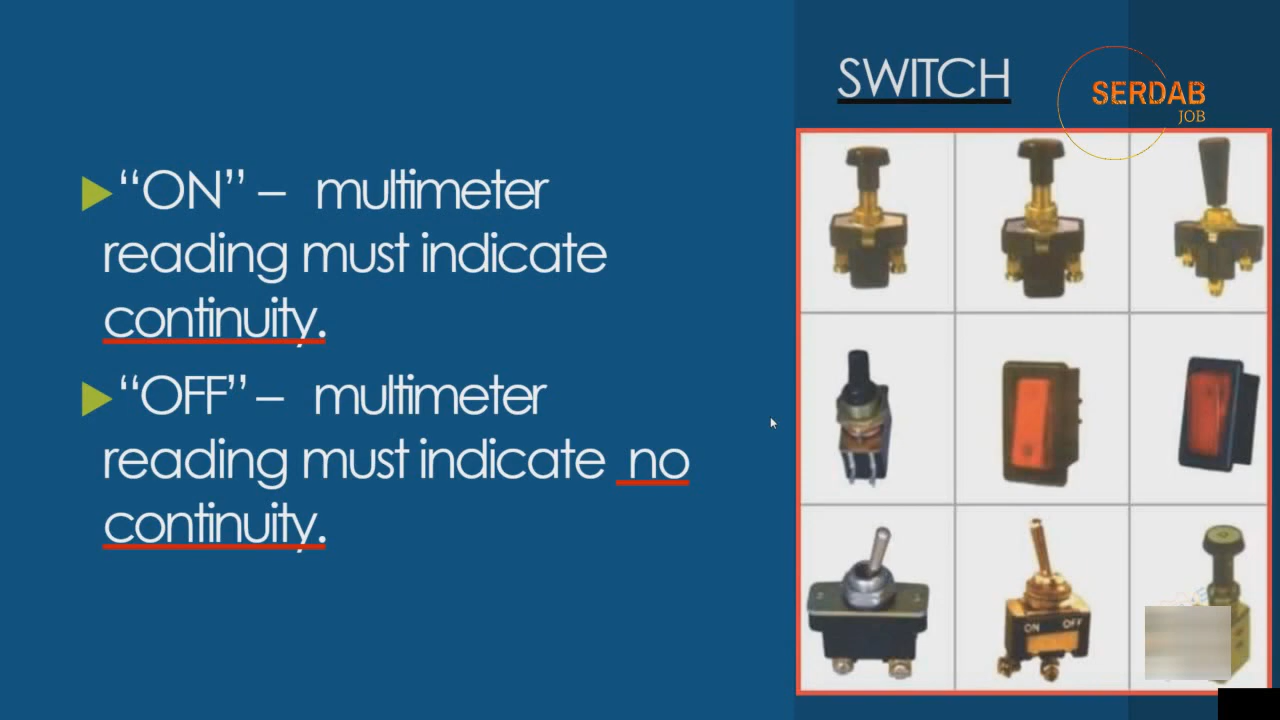 SWITCH
SERDAB
JOB
“ON” – multimeter
reading must indicate
continuity.
“OFF” – multimeter
reading must indicate no
continuity.
ON OFF